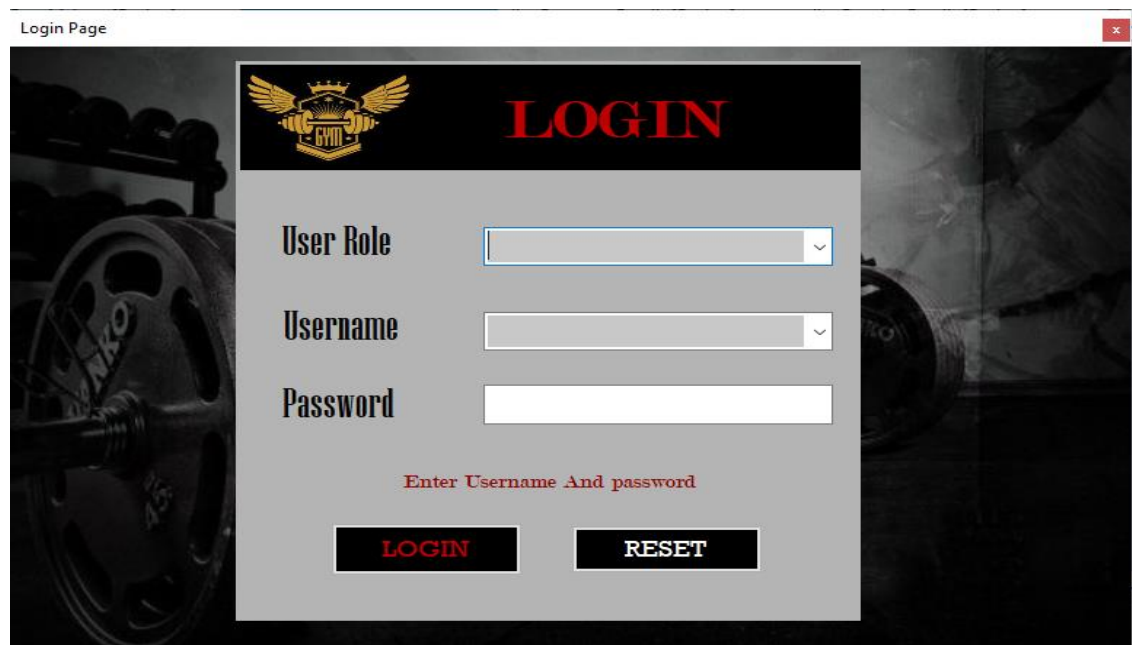 Login Page
x
GYM
LOGIN
User Role
Username
Password
Enter Username And password
LOGIN
RESET